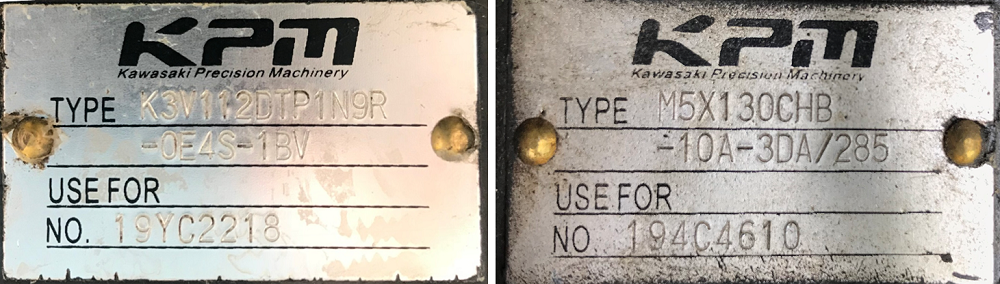 KPM
Kawasaki Precision Machinery
TYPE K3V112DTP1N9R
-0E4S-1BV
USE FOR
NO. 19YC2218
KPM
Kawasaki Precision Machinery
TYPE M5X130CHB
-10A-3DA/285
USE FOR
NO 194C4610